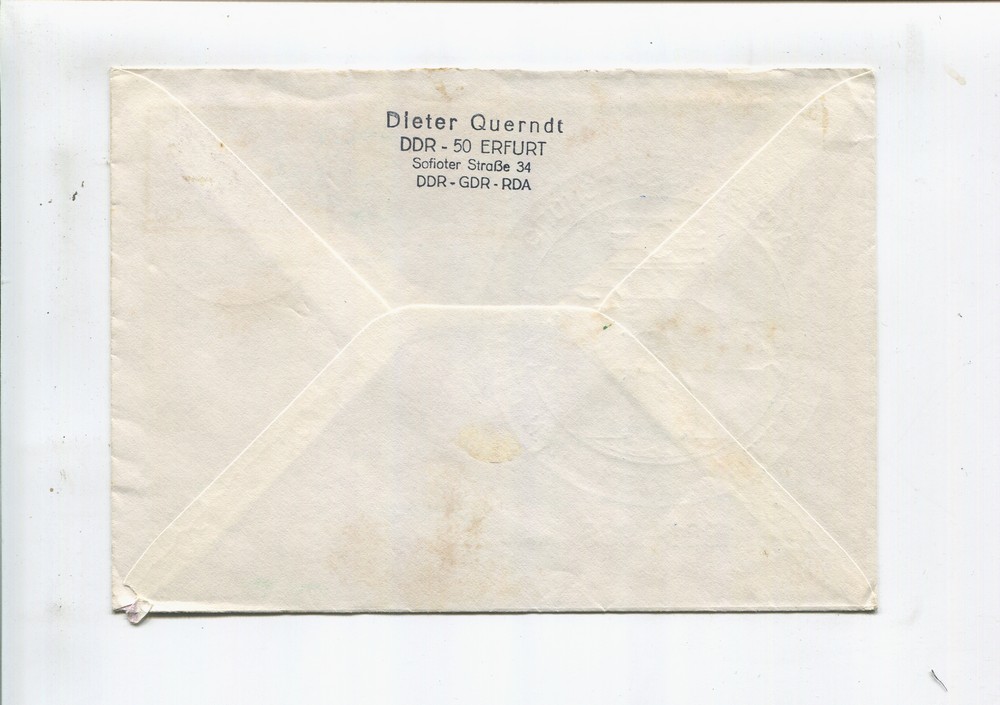 Dieter Querndt
DDR - 50 ERFURT
Sofioter Straße 34
DDR - GDR - RDA